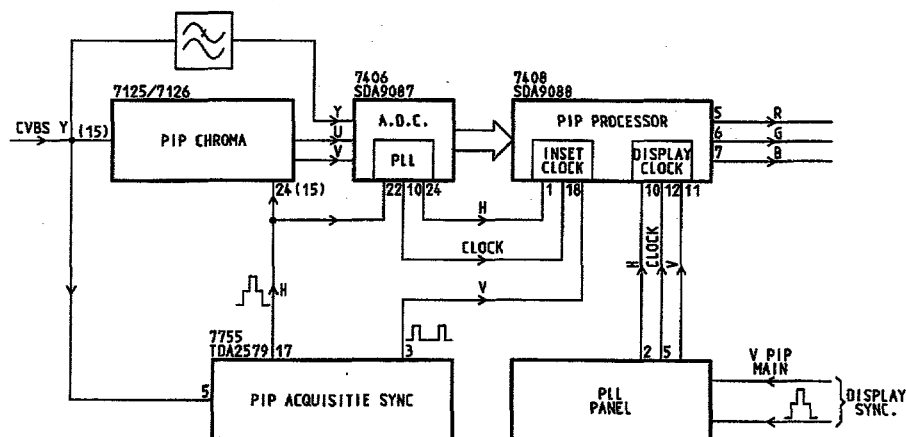 7125/7126
7406
SDA9087
7408
SDA9088
CVBS Y (15)
PIP CHROMA
Y
U
V
A.D.C.
PLL
PIP PROCESSOR
INSET
CLOCK
DISPLAY
CLOCK
5 R
6 G
7 B
24(15)
22 10 24
1 18
10 12 11
H
CLOCK
V
H
H
CLOCK
V
7755
TDA2579
17
3
5
PIP ACQUISITIE SYNC
2 5
PLL
PANEL
V PIP
MAIN
DISPLAY
SYNC.